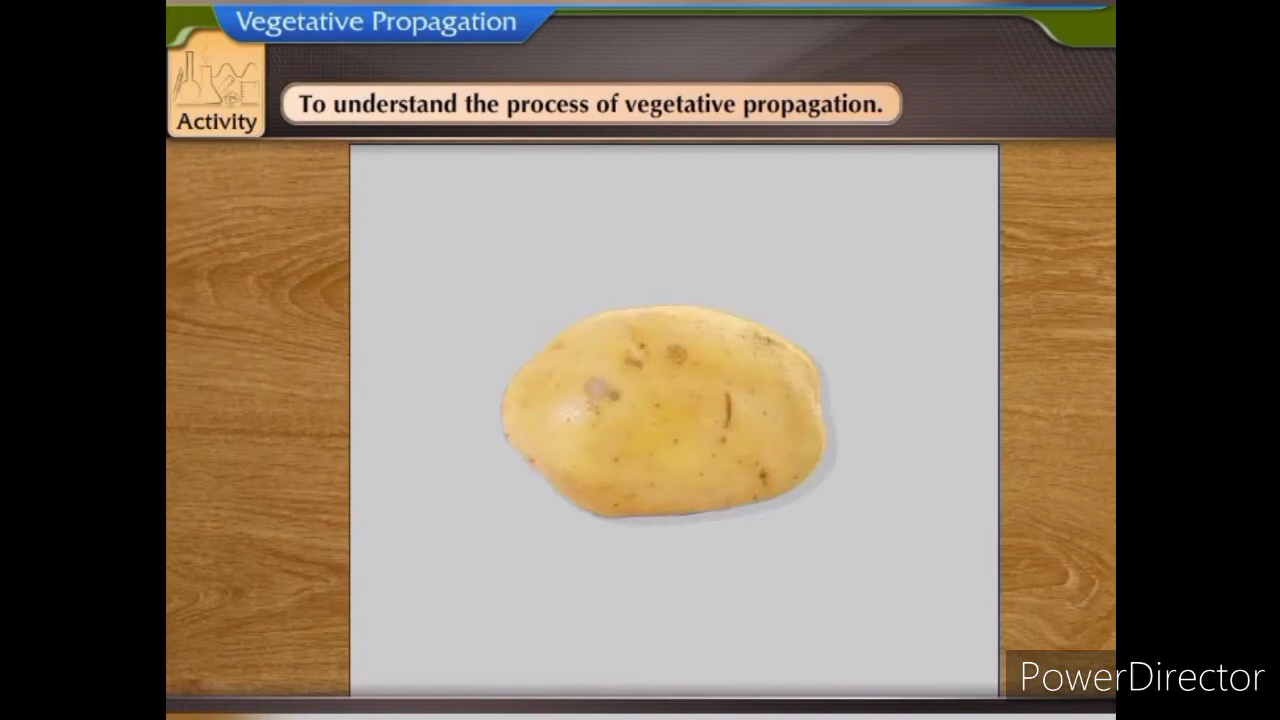 Vegetative Propagation
Activity
To understand the process of vegetative propagation.
PowerDirector